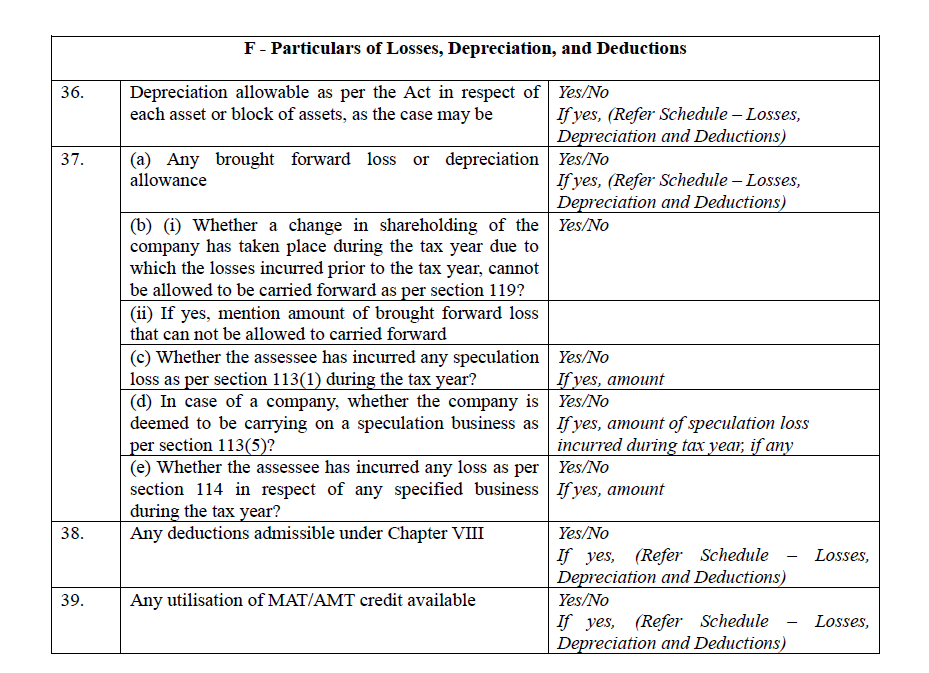 F - Particulars of Losses, Depreciation, and Deductions
36.
Depreciation allowable as per the Act in respect of
each asset or block of assets, as the case may be
Yes/No
If yes, (Refer Schedule – Losses,
Depreciation and Deductions)
37.
(a) Any brought forward loss or depreciation
allowance
Yes/No
If yes, (Refer Schedule – Losses,
Depreciation and Deductions)
(b) (i) Whether a change in shareholding of the
company has taken place during the tax year due to
which the losses incurred prior to the tax year, cannot
be allowed to be carried forward as per section 119?
Yes/No
(ii) If yes, mention amount of brought forward loss
that can not be allowed to carried forward
(c) Whether the assessee has incurred any speculation
loss as per section 113(1) during the tax year?
Yes/No
If yes, amount
(d) In case of a company, whether the company is
deemed to be carrying on a speculation business as
per section 113(5)?
Yes/No
If yes, amount of speculation loss
incurred during tax year, if any
(e) Whether the assessee has incurred any loss as per
section 114 in respect of any specified business
during the tax year?
Yes/No
If yes, amount
38.
Any deductions admissible under Chapter VIII
Yes/No
If yes, (Refer Schedule – Losses,
Depreciation and Deductions)
39.
Any utilisation of MAT/AMT credit available
Yes/No
If yes, (Refer Schedule – Losses,
Depreciation and Deductions)